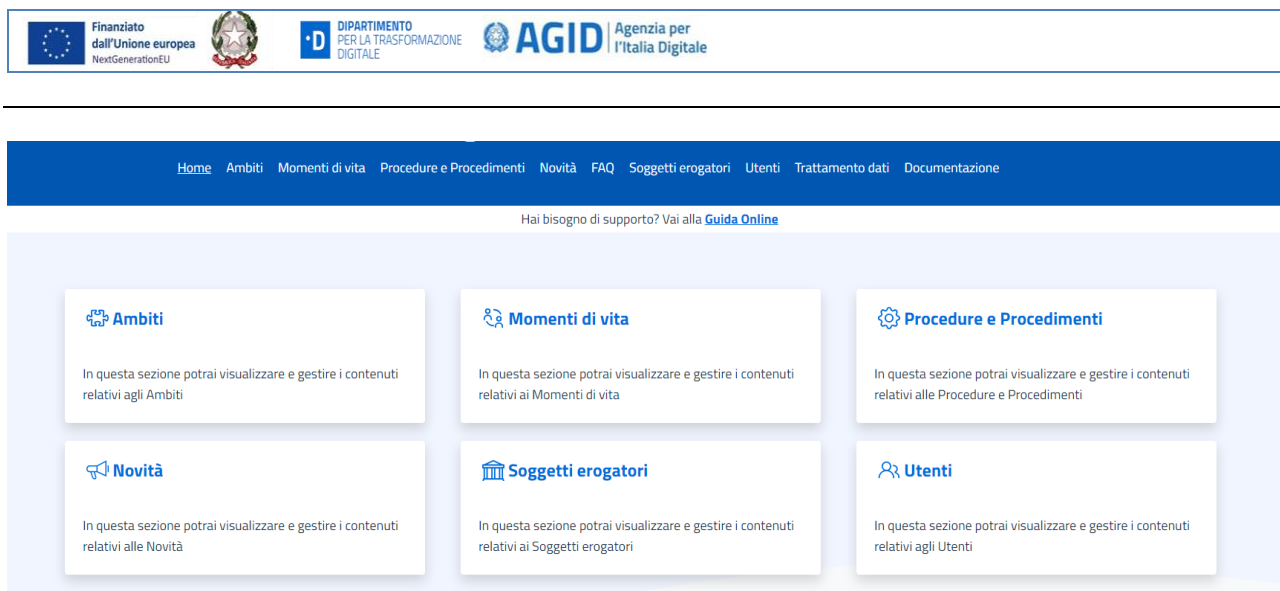 Finanziato
dall'Unione europea
NextGenerationEU
·D
DIPARTIMENTO
PER LA TRASFORMAZIONE
DIGITALE
AGID
Agenzia per
l'Italia Digitale
Home Ambiti Momenti di vita Procedure e Procedimenti Novità FAQ Soggetti erogatori Utenti Trattamento dati Documentazione
Hai bisogno di supporto? Vai alla Guida Online
Ambiti
In questa sezione potrai visualizzare e gestire i contenuti
relativi agli Ambiti
Momenti di vita
In questa sezione potrai visualizzare e gestire i contenuti
relativi ai Momenti di vita
Procedure e Procedimenti
In questa sezione potrai visualizzare e gestire i contenuti
relativi alle Procedure e Procedimenti
Novità
In questa sezione potrai visualizzare e gestire i contenuti
relativi alle Novità
Soggetti erogatori
In questa sezione potrai visualizzare e gestire i contenuti
relativi ai Soggetti erogatori
Utenti
In questa sezione potrai visualizzare e gestire i contenuti
relativi agli Utenti